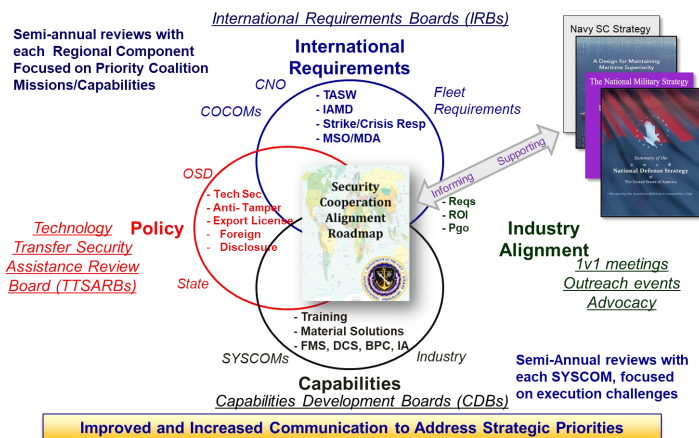 International Requirements Boards (IRBs)
Semi-annual reviews with
each Regional Component
Focused on Priority Coalition
Missions/Capabilities
International
Requirements
CNO
COCOMs
Fleet
Requirements
- TASW
- IAMD
- Strike/Crisis Resp
- MSO/MDA
Navy SC Strategy
A Design for Maintaining
Maritime Superiority
The National Military Strategy
Summary of the
National Defense Strategy
of
The United States of America
Informing Supporting
OSD
- Tech Sec
- Anti- Tamper
- Export License
- Foreign
- Disclosure
Security
Cooperation
Alignment
Roadmap
- Reqs
- ROI
- Pgo
Policy
Technology
Transfer Security
Assistance Review
Board (TTSARBs)
State
Industry
Alignment
1v1 meetings
Outreach events
Advocacy
- Training
- Material Solutions
- FMS, DCS, BPC, IA
SYSCOMs
Industry
Capabilities
Capabilities Development Boards (CDBs)
Semi-Annual reviews with
each SYSCOM, focused
on execution challenges
Improved and Increased Communication to Address Strategic Priorities